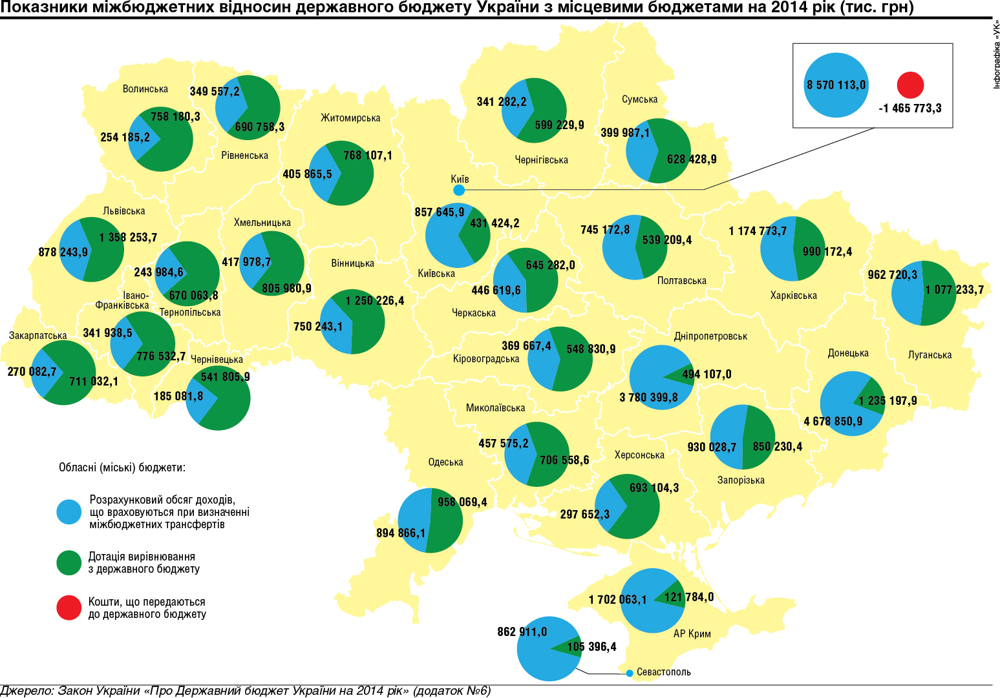 Показники міжбюджетних відносин державного бюджету України з місцевими бюджетами на 2014 рік (тис. грн)
Інфографіка «УК»
8 570 113,0
-1 465 773,3
Волинська
758 180,3
254 185,2
349 557,2
690 758,3
Рівненська
Житомирська
768 107,1
405 865,5
341 282,2
599 229,9
Чернігівська
Сумська
399 987,1
628 428,9
Київ
857 645,9
431 424,2
Київська
Львівська
1 358 253,7
878 243,9
Хмельницька
417 978,7
805 980,9
243 984,6
670 063,8
Тернопільська
Івано-
Франківська
341 938,5
776 532,7
Вінницька
1 250 226,4
750 243,1
645 282,0
446 619,6
Черкаська
745 172,8
539 209,4
Полтавська
1 174 773,7
990 172,4
Харківська
962 720,3
1 077 233,7
Луганська
Закарпатська
270 082,7
711 032,1
Чернівецька
541 805,9
185 081,8
369 667,4
548 830,9
Кіровоградська
Дніпропетровськ
494 107,0
3 780 399,8
Донецька
1 235 197,9
4 678 850,9
Миколаївська
457 575,2
706 558,6
930 028,7
850 230,4
Запорізька
Одеська
958 069,4
894 866,1
Херсонська
693 104,3
297 652,3
1 702 063,1
121 784,0
АР Крим
862 911,0
105 396,4
Севастополь
Обласні (міські) бюджети:
Розрахунковий обсяг доходів,
що враховуються при визначенні
міжбюджетних трансфертів
Дотація вирівнювання
з державного бюджету
Кошти, що передаються
до державного бюджету
Джерело: Закон України «Про Державний бюджет України на 2014 рік» (додаток №6)